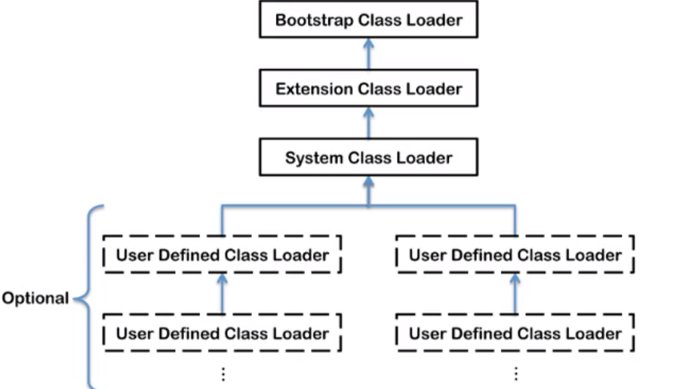 Bootstrap Class Loader
Extension Class Loader
System Class Loader
User Defined Class Loader
User Defined Class Loader
Optional
User Defined Class Loader
User Defined Class Loader